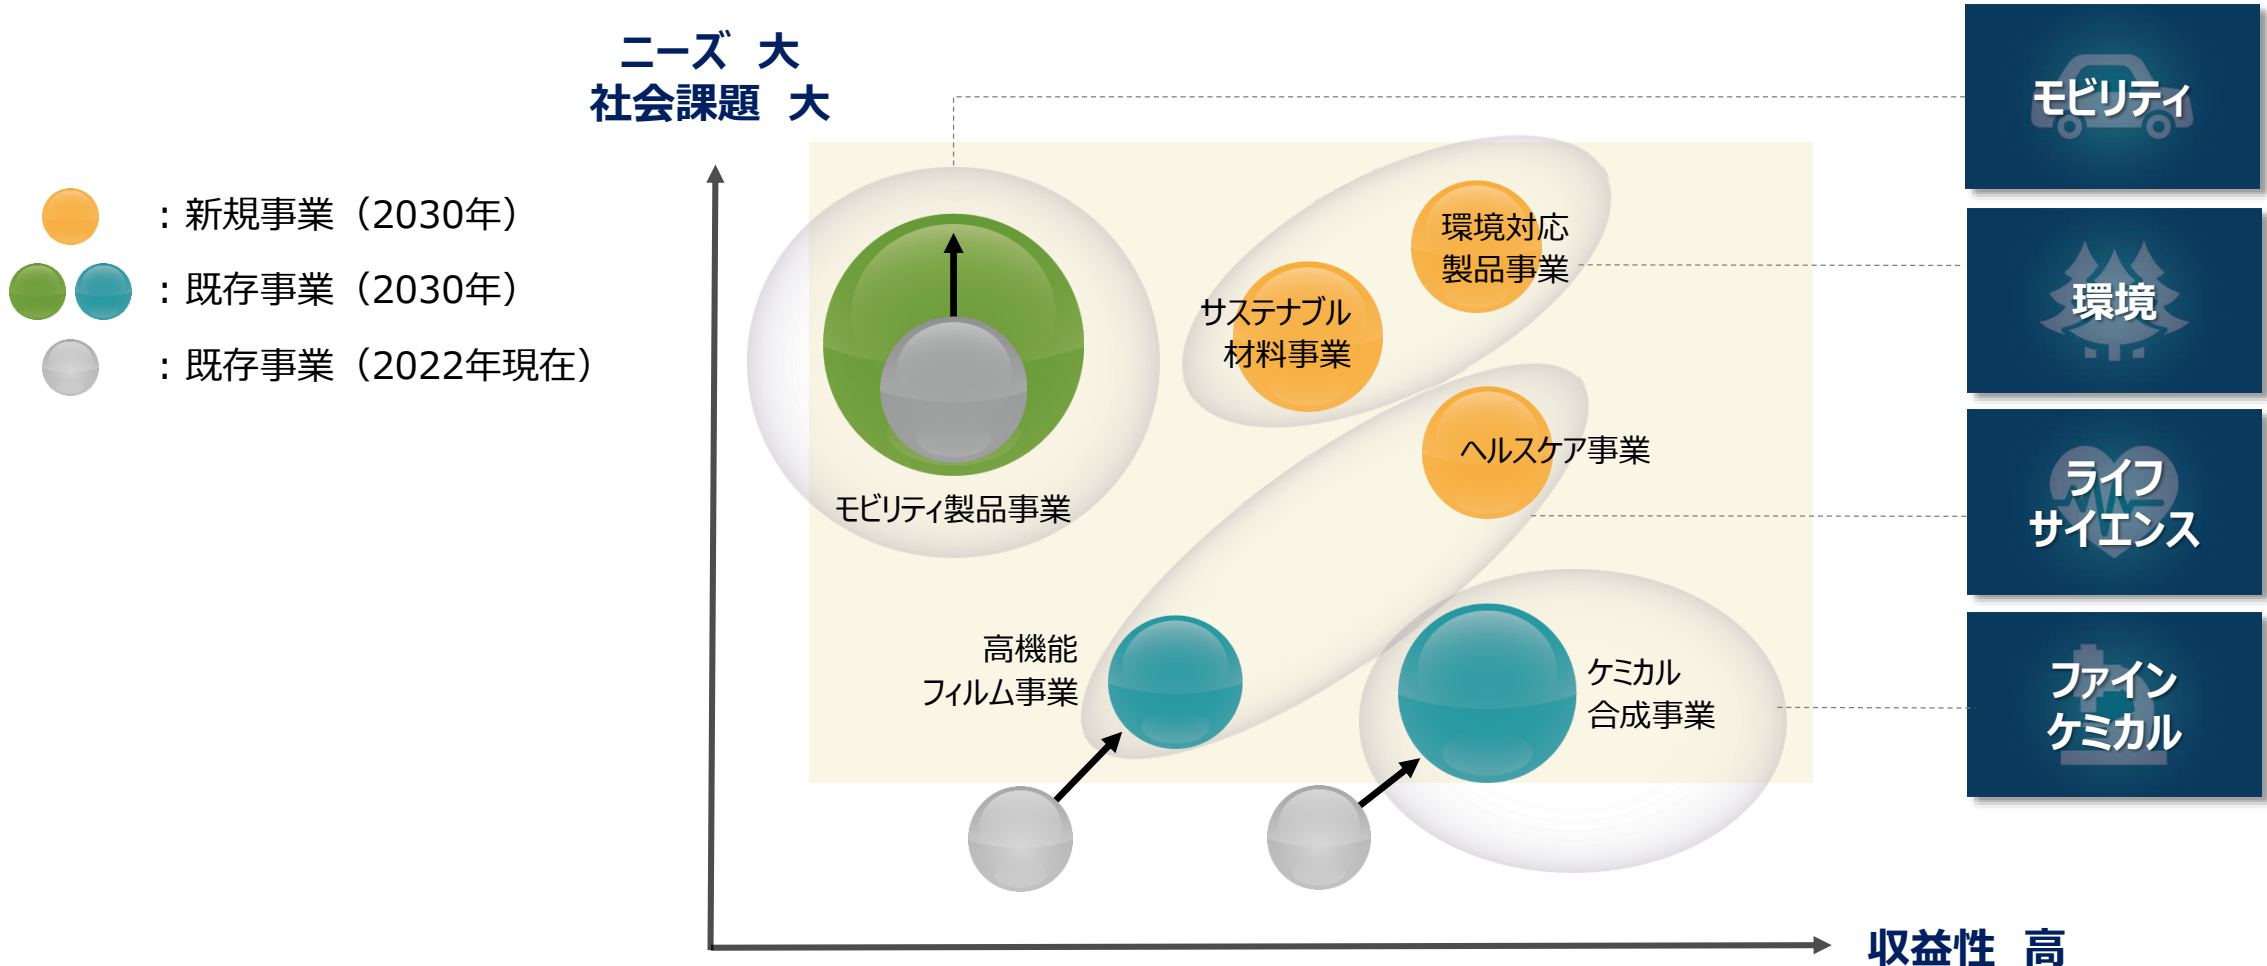 ニーズ 大
社会課題 大
：新規事業（2030年）
：既存事業（2030年）
：既存事業（2022年現在）
環境対応
製品事業
サステナブル
材料事業
ヘルスケア事業
モビリティ製品事業
高機能
フィルム事業
ケミカル
合成事業
収益性 高
モビリティ
環境
ライフ
サイエンス
ファイン
ケミカル